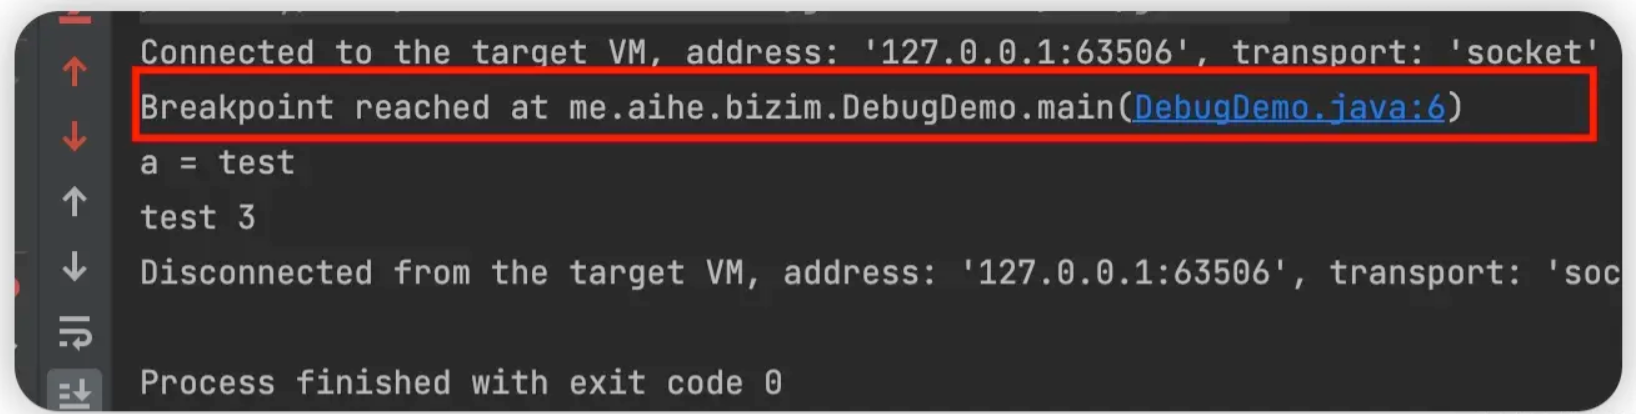 Connected to the target VM, address: '127.0.0.1:63506', transport: 'socket'
Breakpoint reached at me.aihe.bizim.DebugDemo.main(DebugDemo.java:6)
a = test
test 3
Disconnected from the target VM, address: '127.0.0.1:63506', transport: 'soc
Process finished with exit code 0